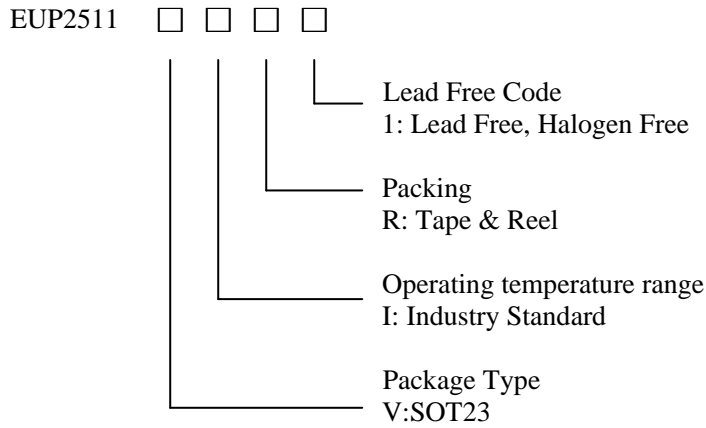 EUP2511 □ □ □ □
Lead Free Code
1: Lead Free, Halogen Free
Packing
R: Tape & Reel
Operating temperature range
I: Industry Standard
Package Type
V:SOT23